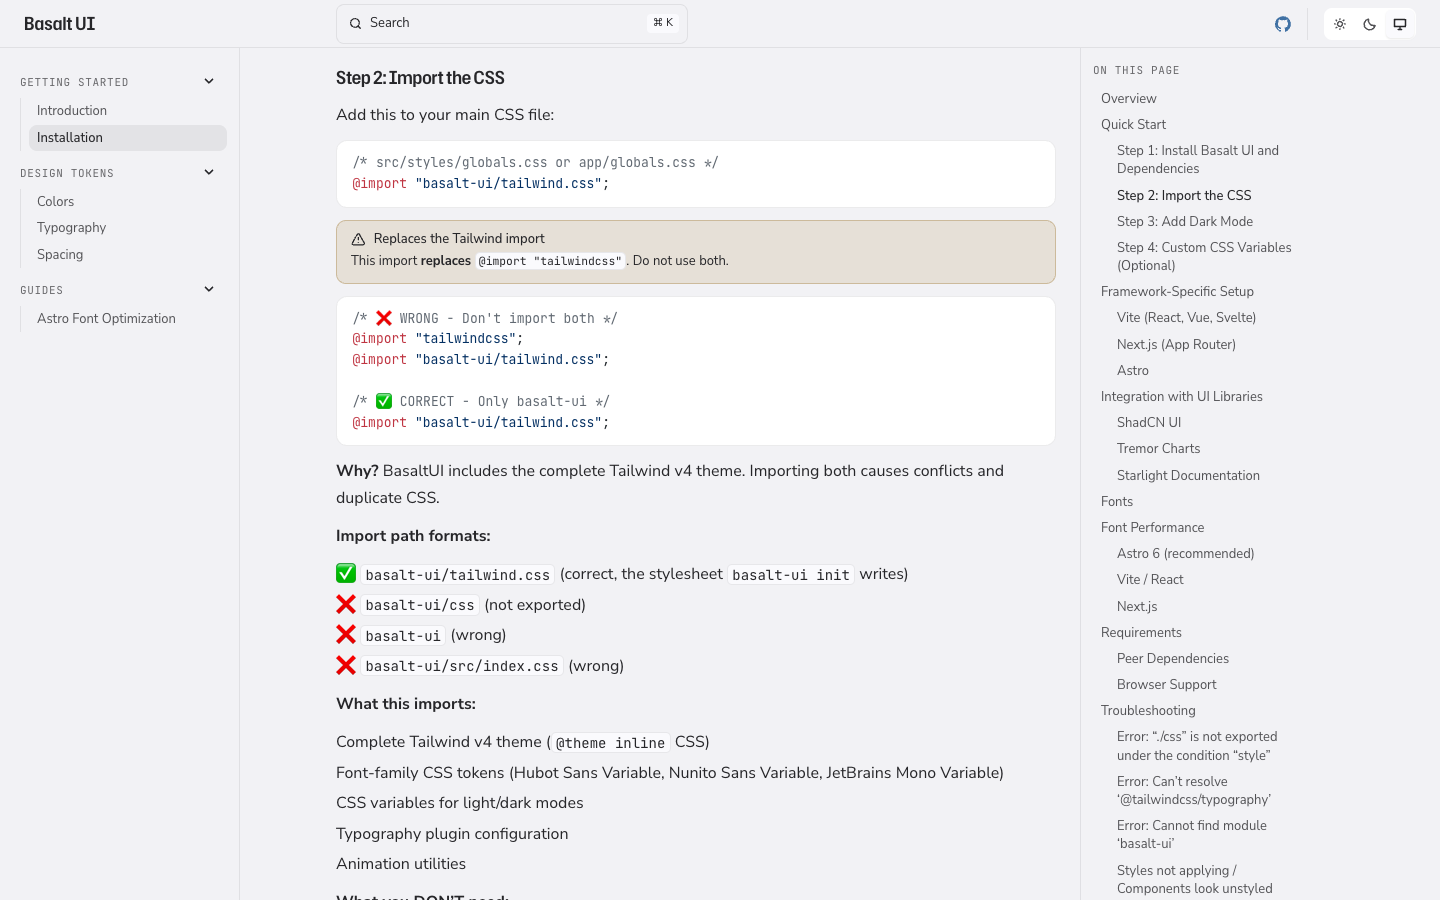 Basalt UI
Search
⌘ K
GETTING STARTED
Introduction
Installation
DESIGN TOKENS
Colors
Typography
Spacing
GUIDES
Astro Font Optimization
Step 2: Import the CSS
Add this to your main CSS file:
/* src/styles/globals.css or app/globals.css */
@import "basalt-ui/tailwind.css";
Replaces the Tailwind import
This import replaces @import "tailwindcss". Do not use both.
/* ❌ WRONG - Don't import both */
@import "tailwindcss";
@import "basalt-ui/tailwind.css";
/* ✅ CORRECT - Only basalt-ui */
@import "basalt-ui/tailwind.css";
Why? BasaltUI includes the complete Tailwind v4 theme. Importing both causes conflicts and
duplicate CSS.
Import path formats:
✅ basalt-ui/tailwind.css (correct, the stylesheet basalt-ui init writes)
❌ basalt-ui/css (not exported)
❌ basalt-ui (wrong)
❌ basalt-ui/src/index.css (wrong)
What this imports:
Complete Tailwind v4 theme (@theme inline CSS)
Font-family CSS tokens (Hubot Sans Variable, Nunito Sans Variable, JetBrains Mono Variable)
CSS variables for light/dark modes
Typography plugin configuration
Animation utilities
What you DON'T need:
ON THIS PAGE
Overview
Quick Start
Step 1: Install Basalt UI and
Dependencies
Step 2: Import the CSS
Step 3: Add Dark Mode
Step 4: Custom CSS Variables
(Optional)
Framework-Specific Setup
Vite (React, Vue, Svelte)
Next.js (App Router)
Astro
Integration with UI Libraries
ShadCN UI
Tremor Charts
Starlight Documentation
Fonts
Font Performance
Astro 6 (recommended)
Vite / React
Next.js
Requirements
Peer Dependencies
Browser Support
Troubleshooting
Error: “./css” is not exported
under the condition “style”
Error: Can’t resolve
‘@tailwindcss/typography’
Error: Cannot find module
‘basalt-ui’
Styles not applying /
Components look unstyled